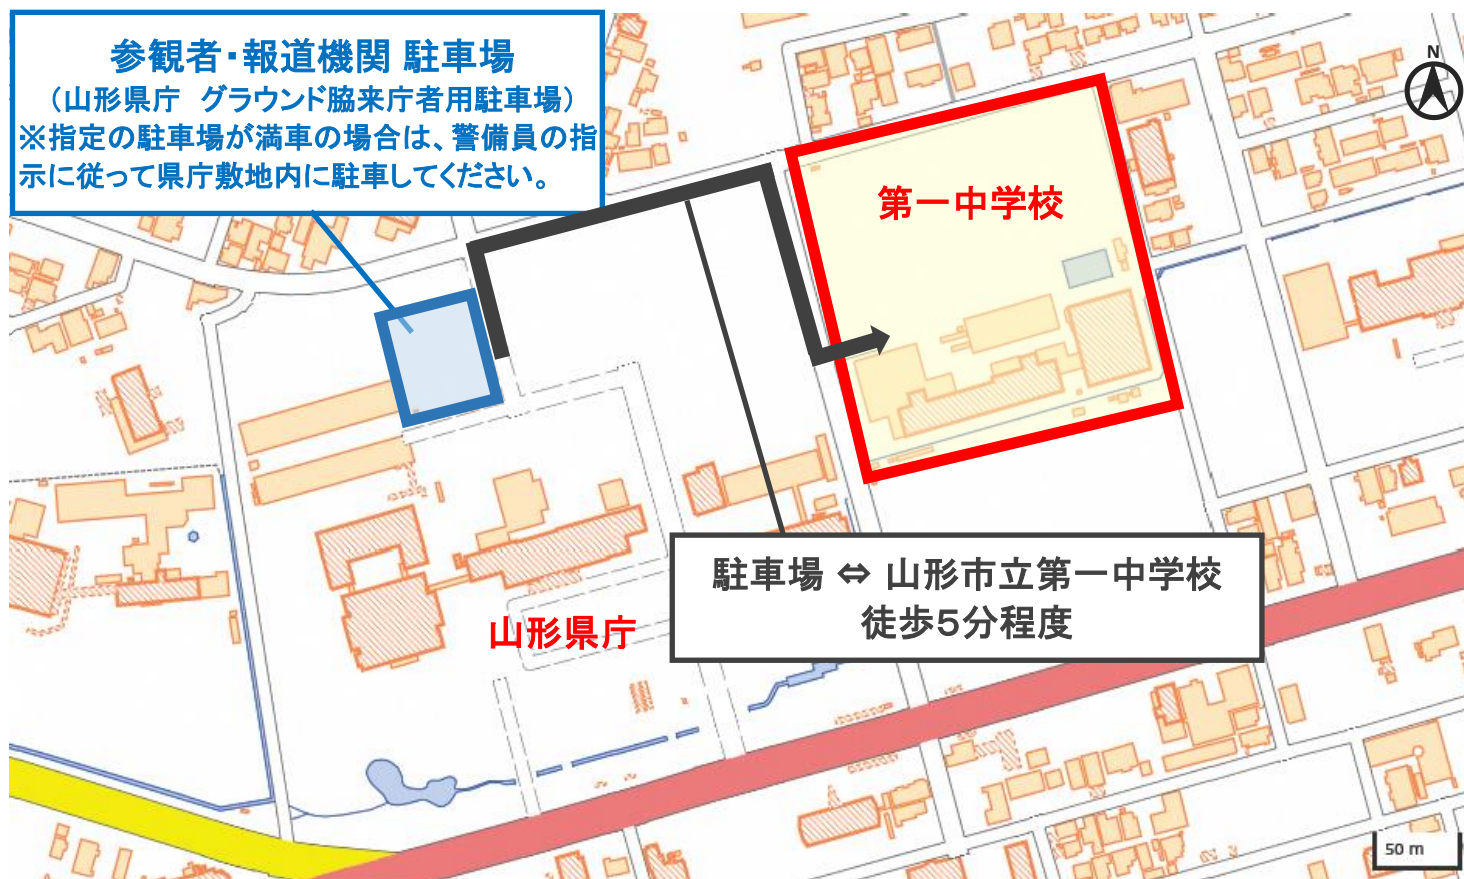 参観者・報道機関 駐車場
（山形県庁　グラウンド脇来庁者用駐車場）
※指定の駐車場が満車の場合は、警備員の指
示に従って県庁敷地内に駐車してください。
N
第一中学校
駐車場 ⇔ 山形市立第一中学校
徒歩5分程度
山形県庁
50 m